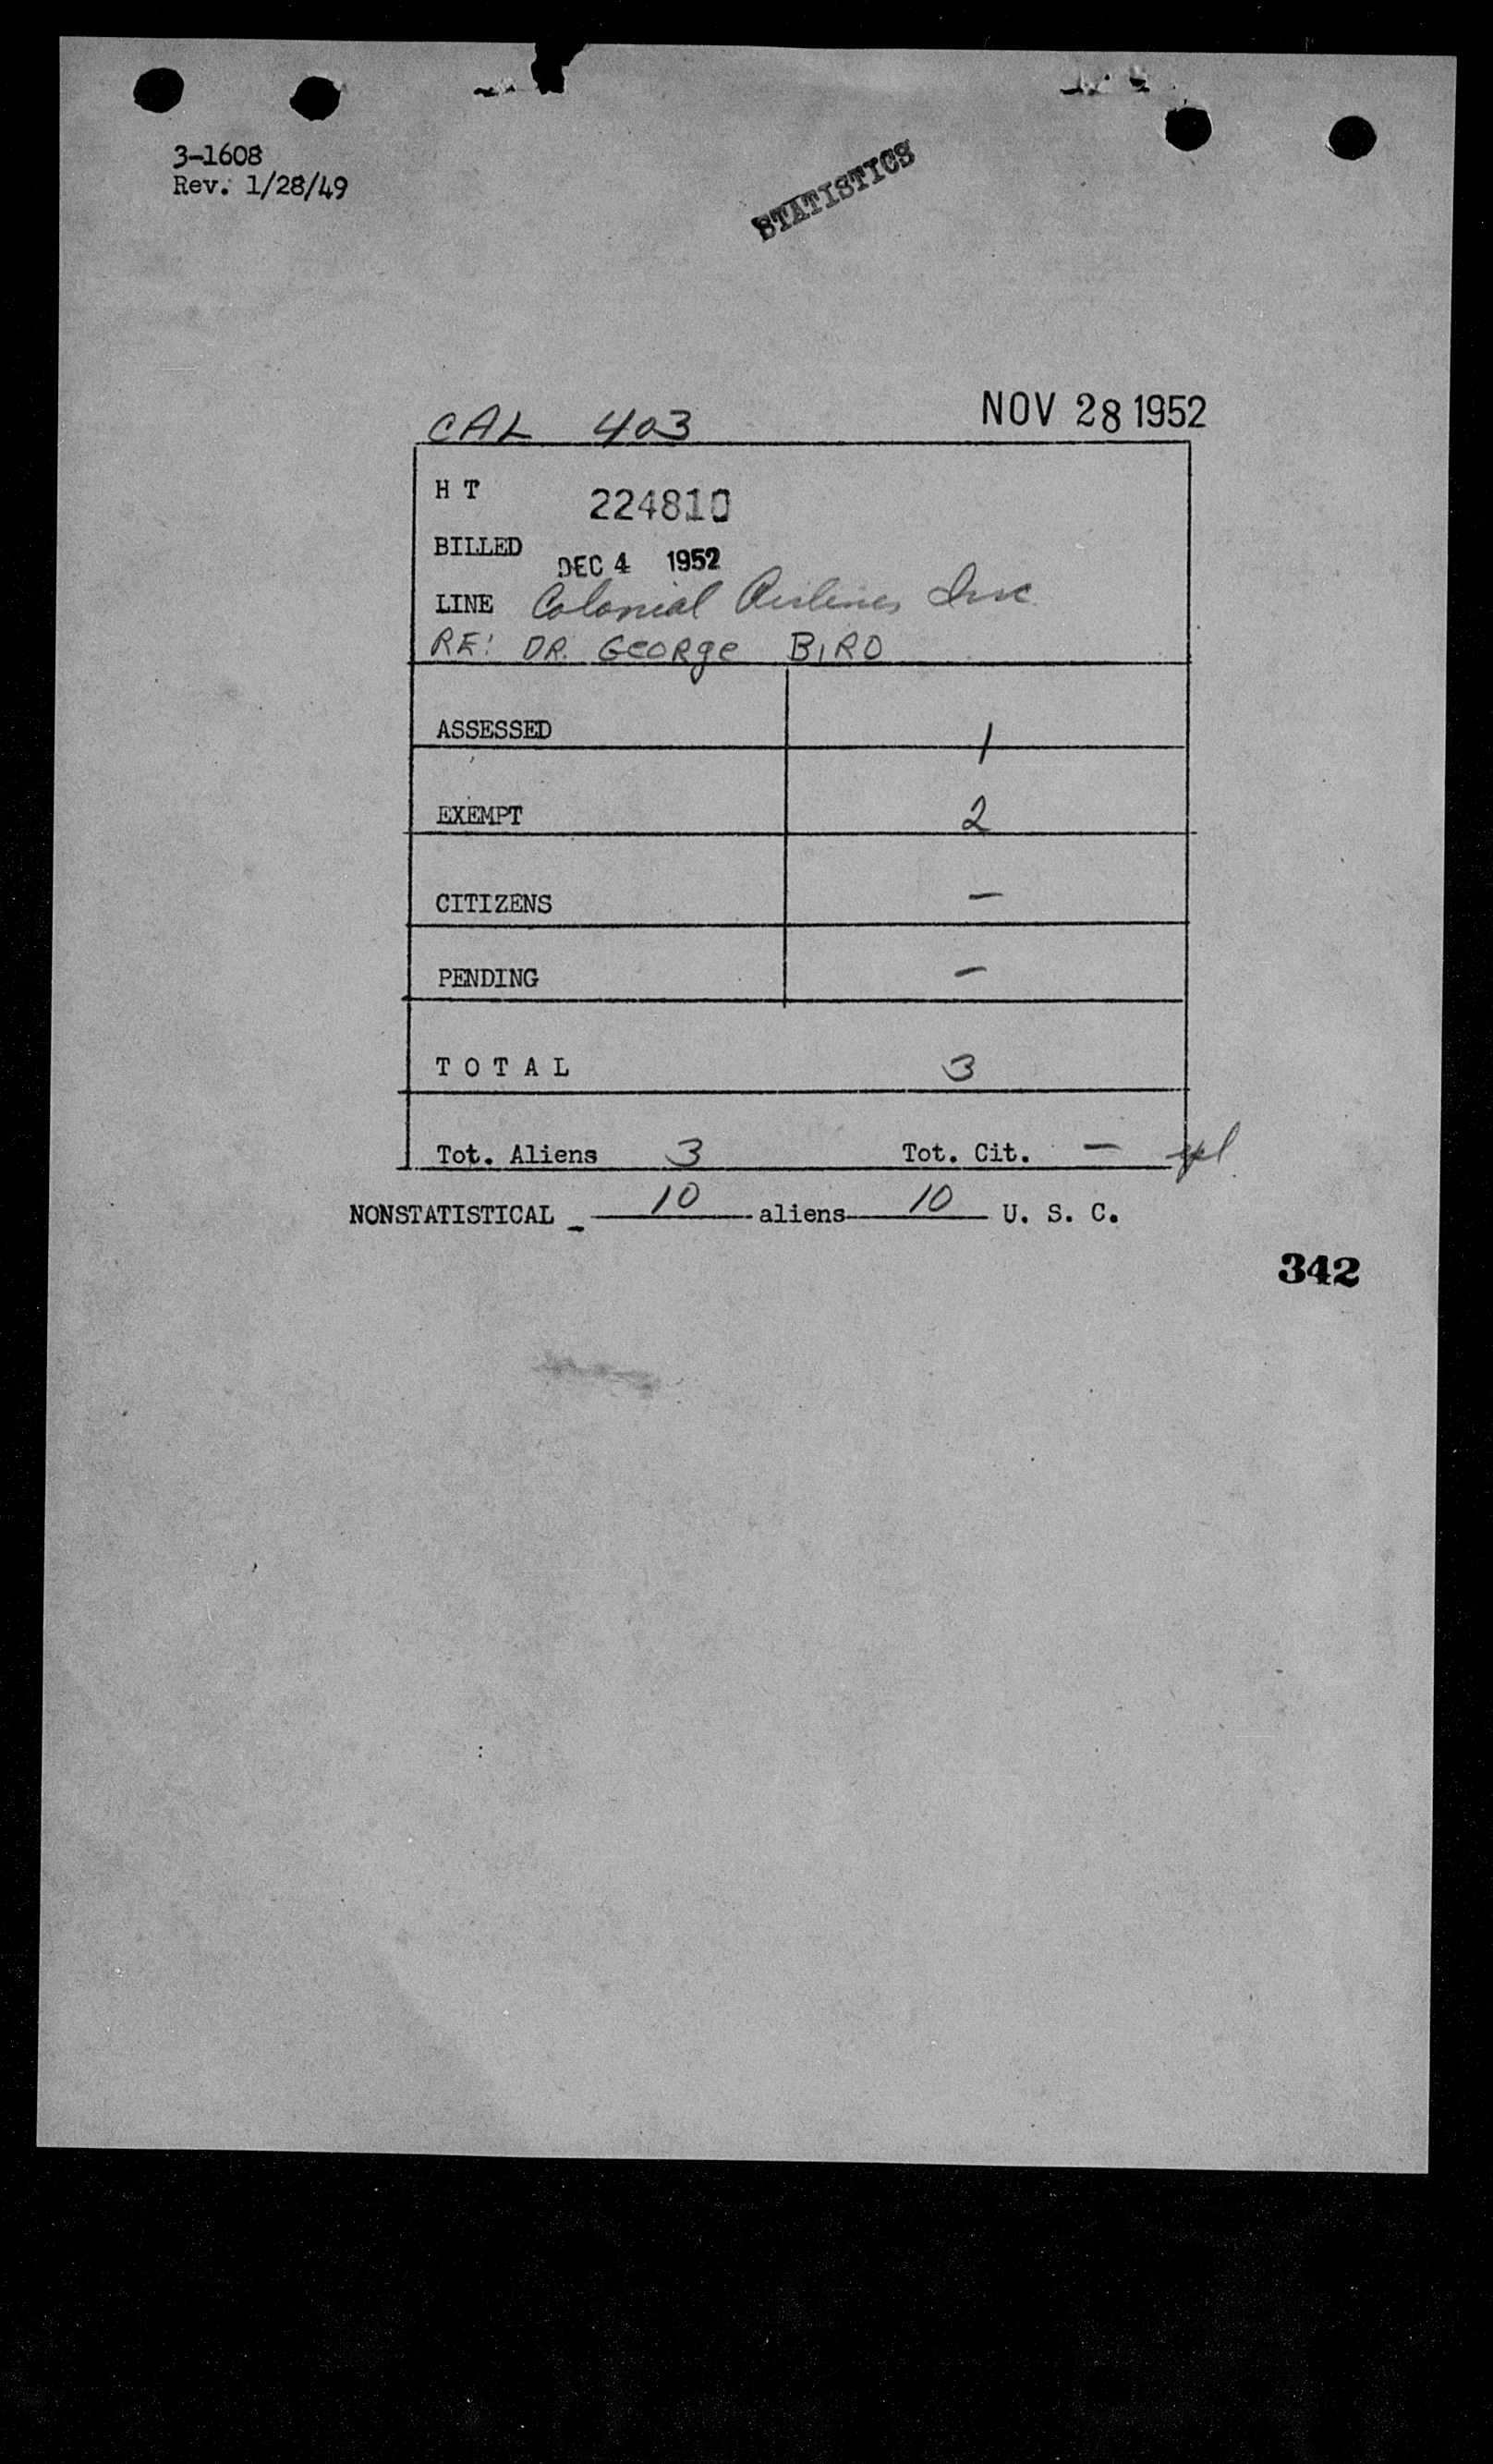 3-1608
Rev. 1/28/49
STATISTICS
CAL 403 NOV 28 1952
H T 224810
BILLED DEC 4 1952
LINE Colonial Airlines Inc
RE: DR. GEORGE BIRO
ASSESSED 1
EXEMPT 2
CITIZENS —
PENDING —
T O T A L 3
Tot. Aliens 3 Tot. Cit. —
NONSTATISTICAL - 10 aliens 10 U. S. C.
342